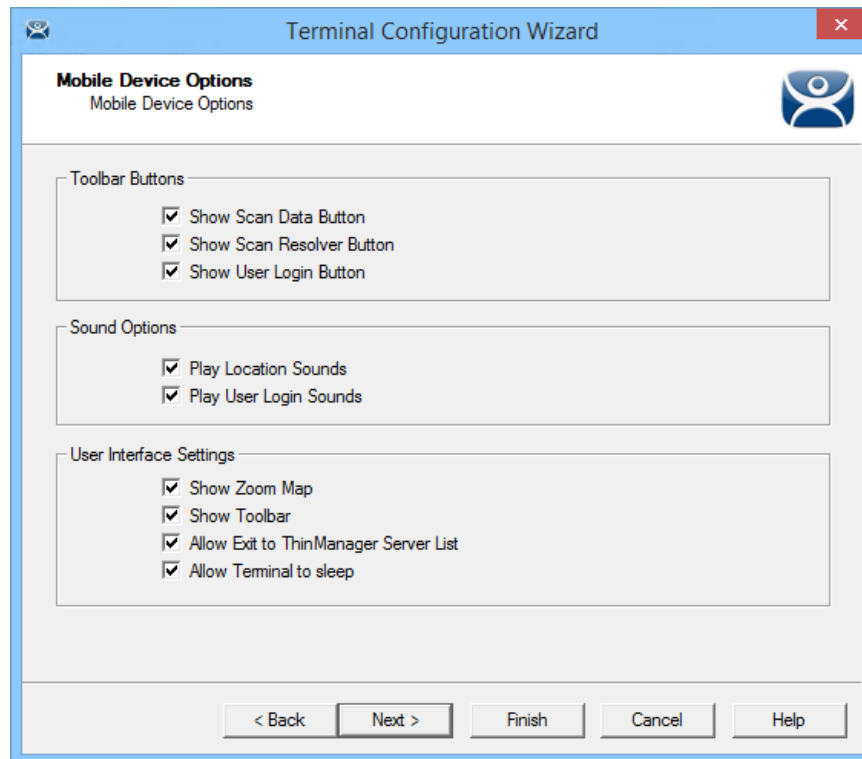 Terminal Configuration Wizard
Mobile Device Options
Mobile Device Options
Toolbar Buttons
Show Scan Data Button
Show Scan Resolver Button
Show User Login Button
Sound Options
Play Location Sounds
Play User Login Sounds
User Interface Settings
Show Zoom Map
Show Toolbar
Allow Exit to ThinManager Server List
Allow Terminal to sleep
< Back Next > Finish Cancel Help